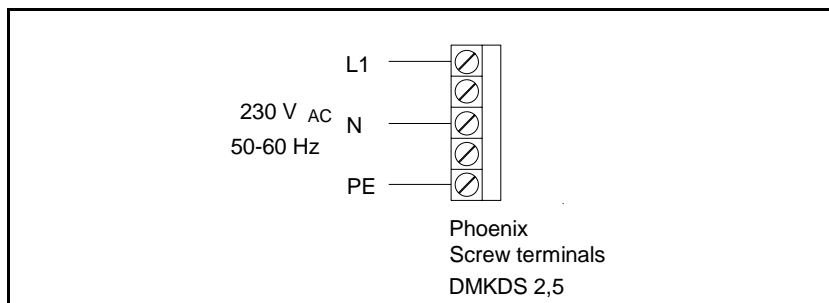 L1
230 V AC N
50-60 Hz
PE
Phoenix
Screw terminals
DMKDS 2,5